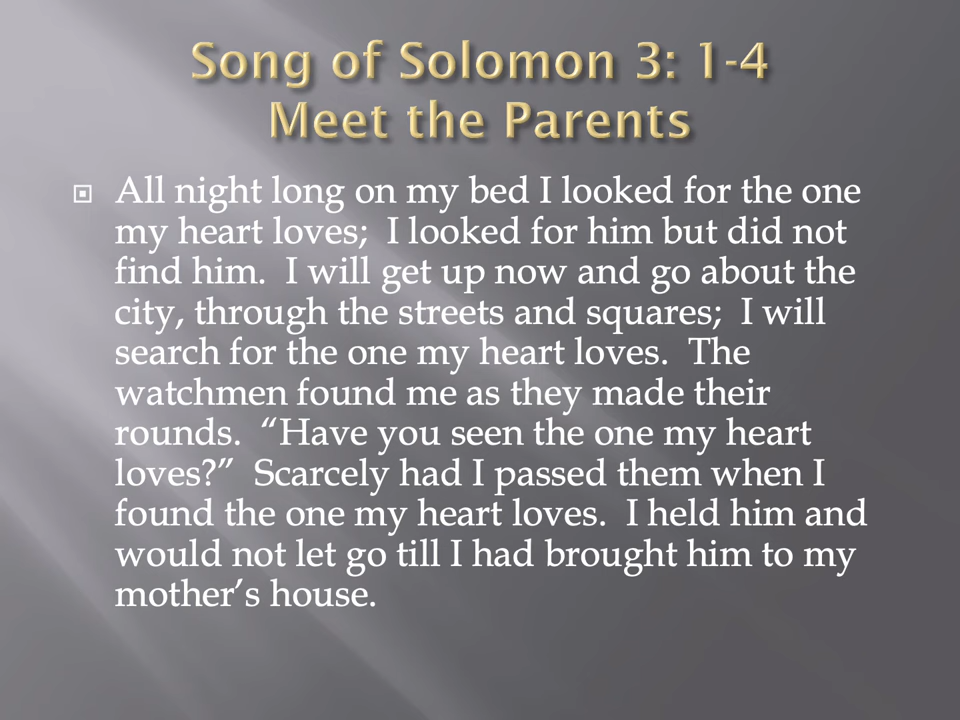 Song of Solomon 3: 1-4
Meet the Parents
All night long on my bed I looked for the one
my heart loves;  I looked for him but did not
find him.  I will get up now and go about the
city, through the streets and squares;  I will
search for the one my heart loves.  The
watchmen found me as they made their
rounds.  “Have you seen the one my heart
loves?”  Scarcely had I passed them when I
found the one my heart loves.  I held him and
would not let go till I had brought him to my
mother’s house.